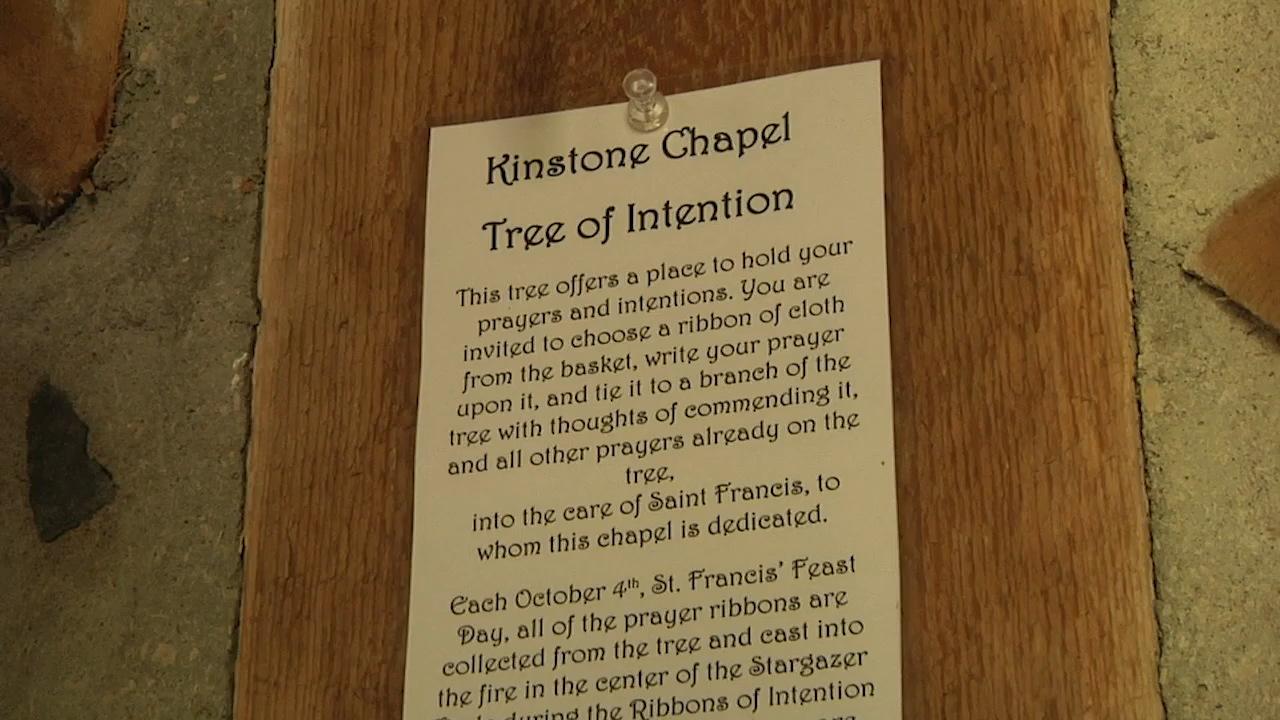 Kinstone Chapel
Tree of Intention
This tree offers a place to hold your
prayers and intentions. You are
invited to choose a ribbon of cloth
from the basket, write your prayer
upon it, and tie it to a branch of the
tree with thoughts of commending it,
and all other prayers already on the
tree,
into the care of Saint Francis, to
whom this chapel is dedicated.
Each October 4th, St. Francis' Feast
Day, all of the prayer ribbons are
collected from the tree and cast into
the fire in the center of the Stargazer
during the Ribbons of Intention